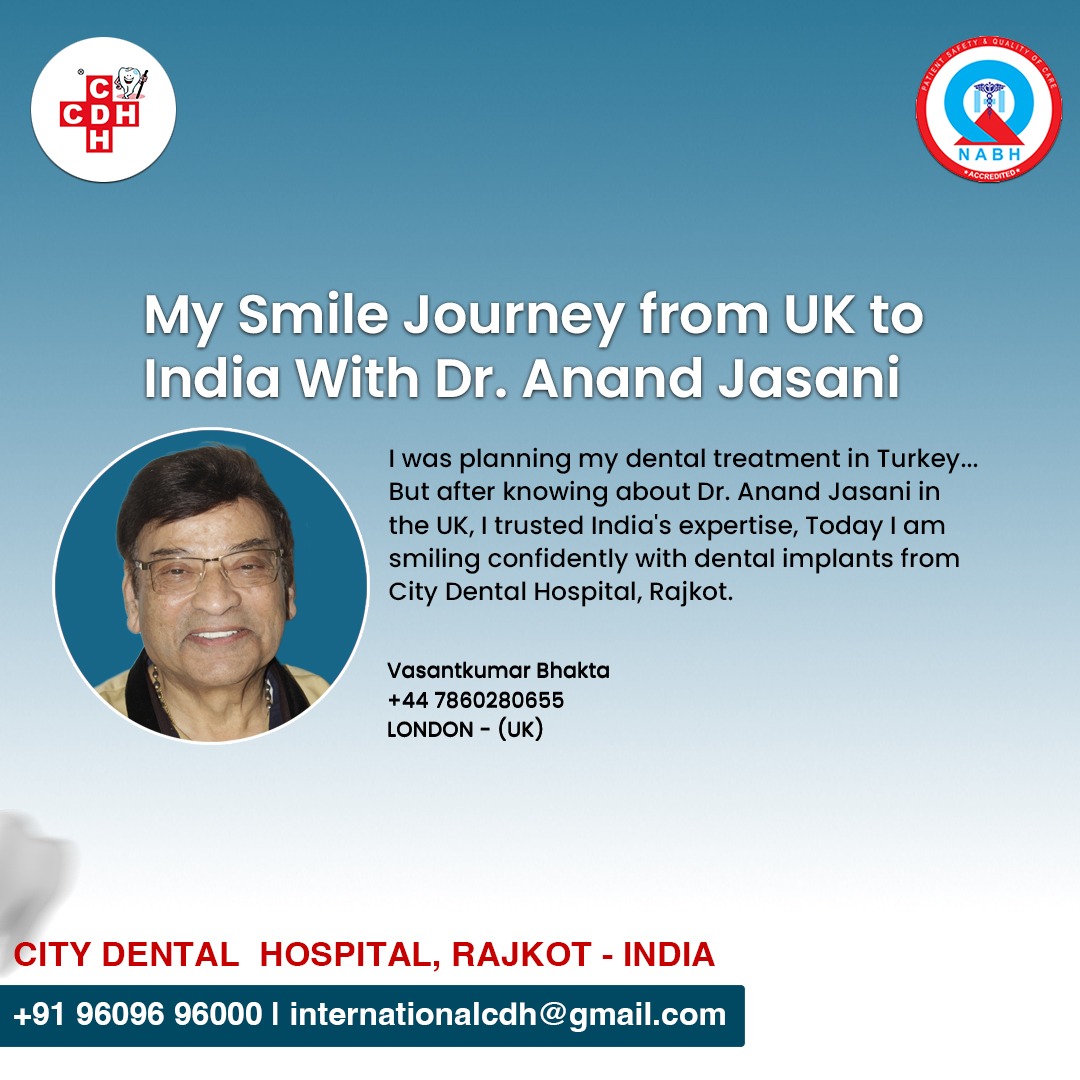 ®
C
CDH
H
PATIENT SAFETY & QUALITY OF CARE
NABH
ACCREDITED
My Smile Journey from UK to
India With Dr. Anand Jasani
I was planning my dental treatment in Turkey...
But after knowing about Dr. Anand Jasani in
the UK, I trusted India's expertise, Today I am
smiling confidently with dental implants from
City Dental Hospital, Rajkot.
Vasantkumar Bhakta
+44 7860280655
LONDON - (UK)
CITY DENTAL HOSPITAL, RAJKOT - INDIA
+91 96096 96000 | internationalcdh@gmail.com